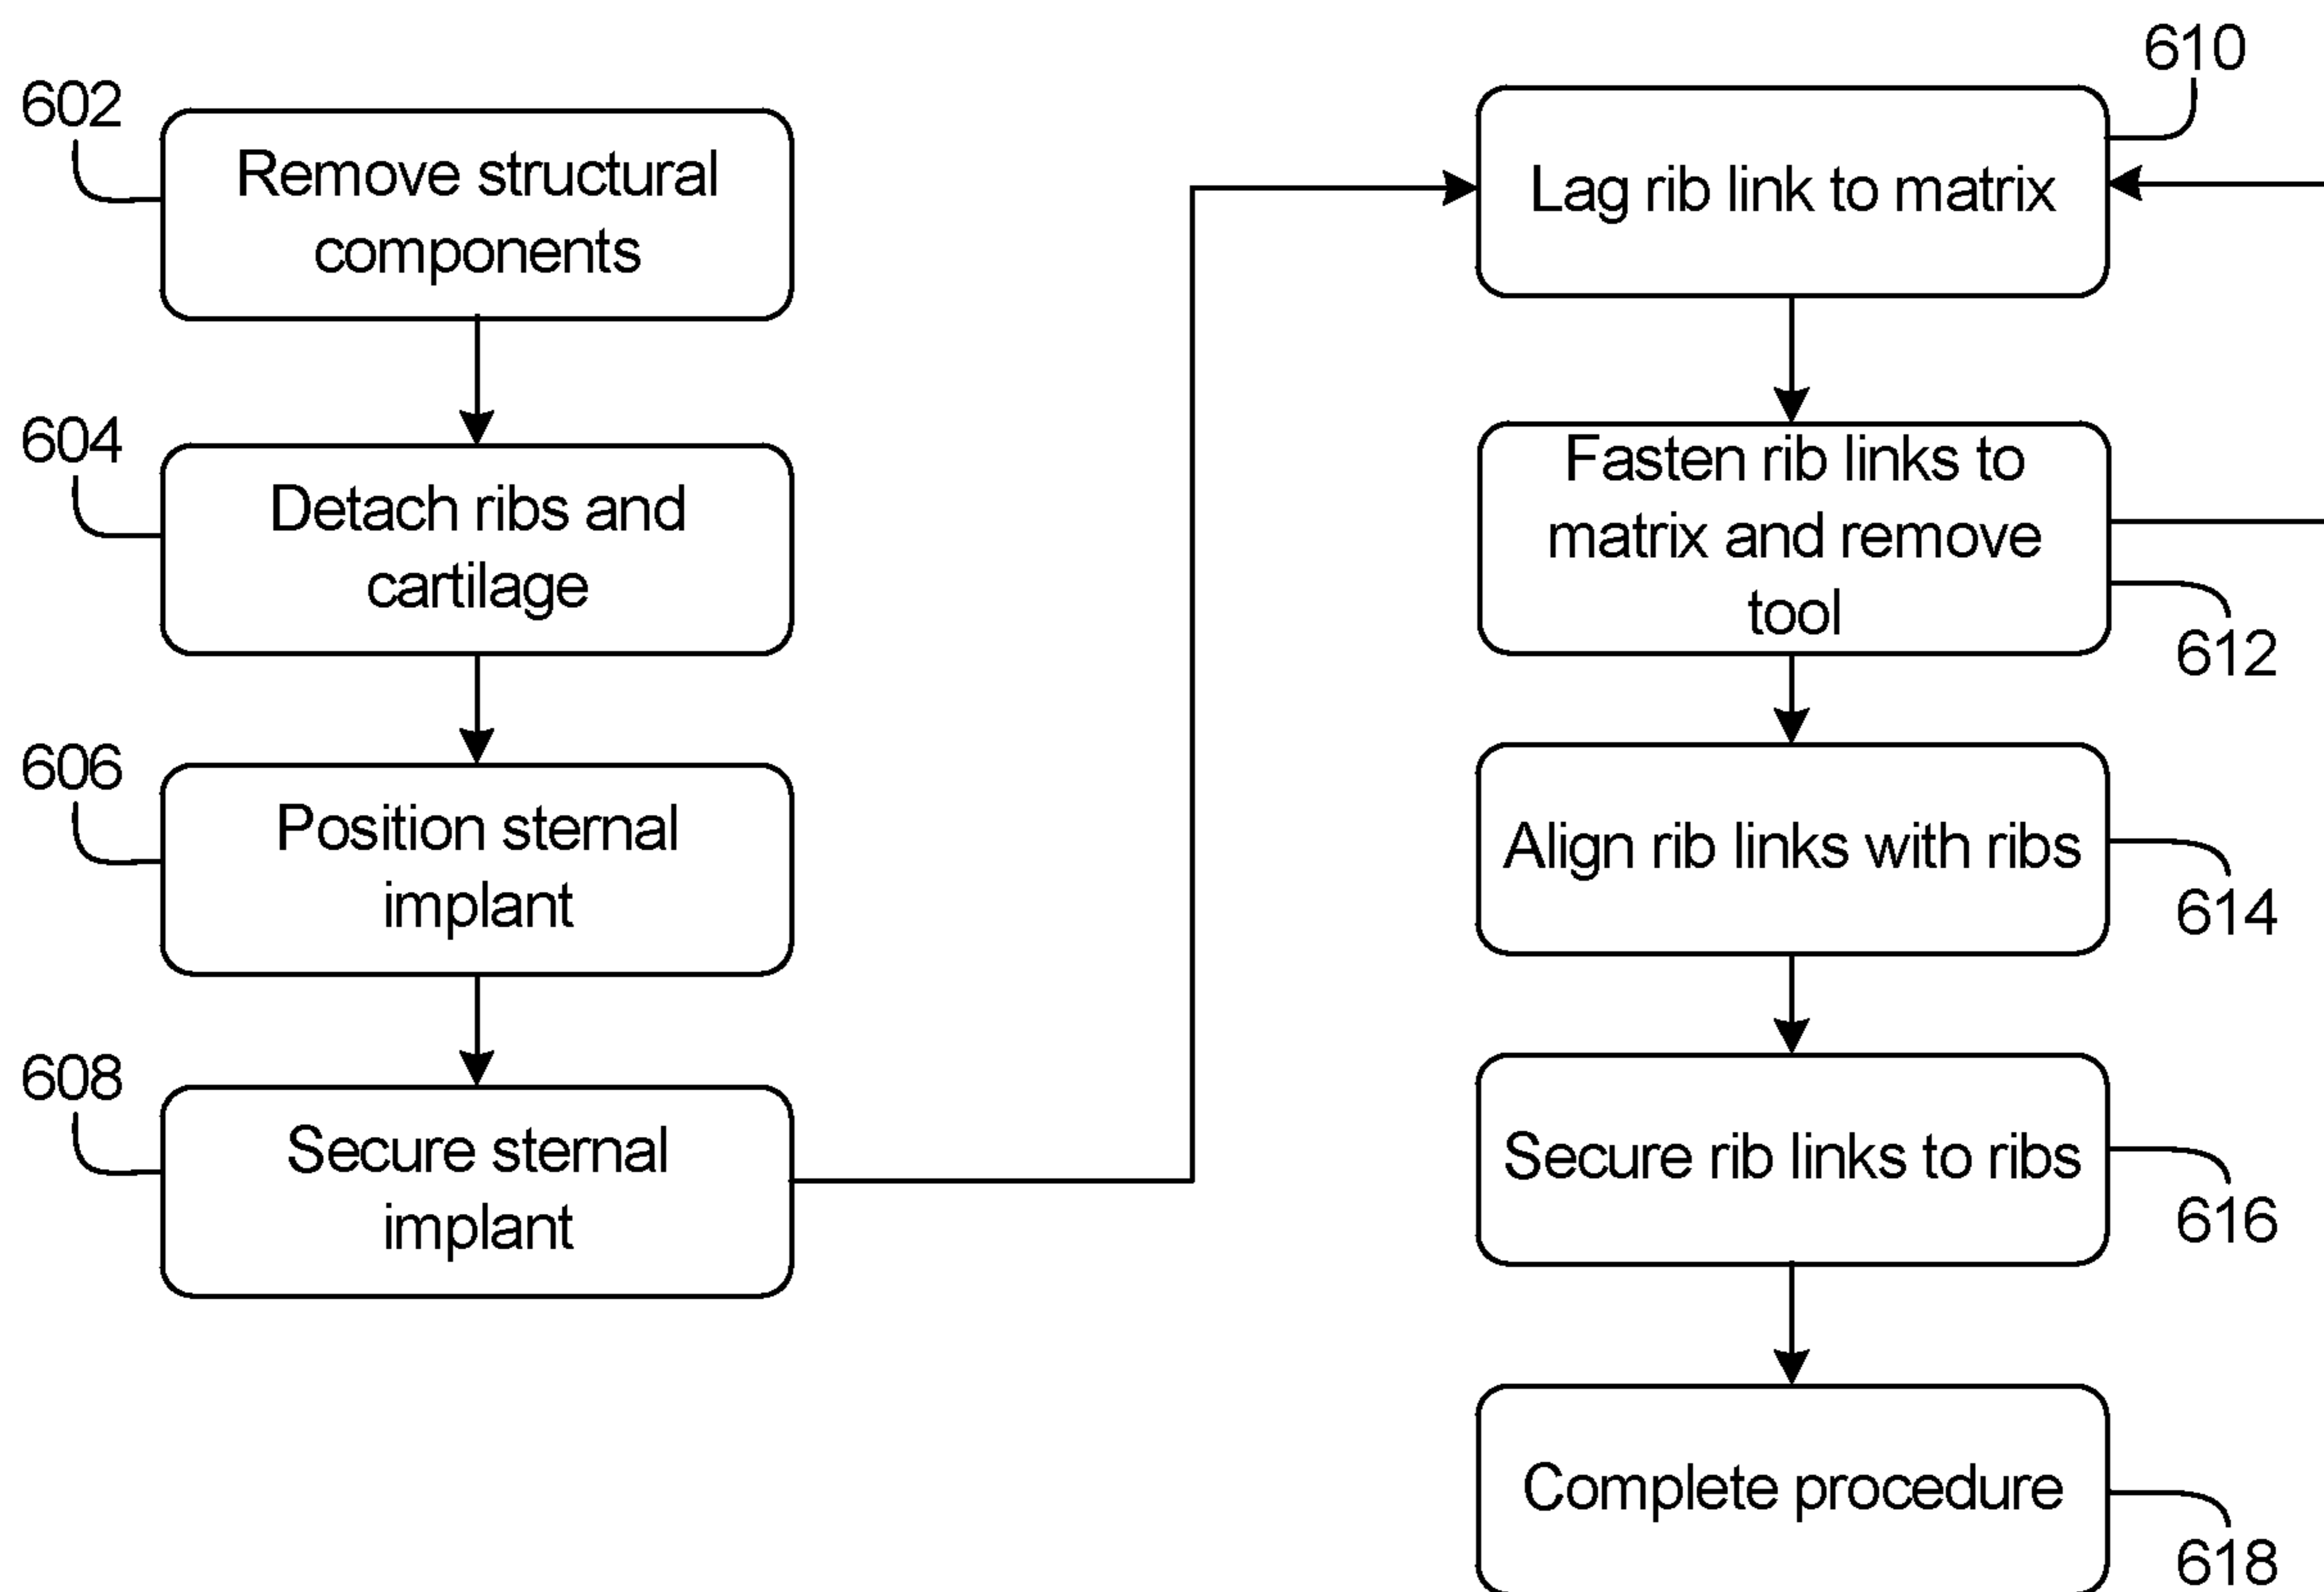 602
Remove structural
components
604
Detach ribs and
cartilage
606
Position sternal
implant
608
Secure sternal
implant
610
Lag rib link to matrix
Fasten rib links to
matrix and remove
tool
612
Align rib links with ribs
614
Secure rib links to ribs
616
Complete procedure
618